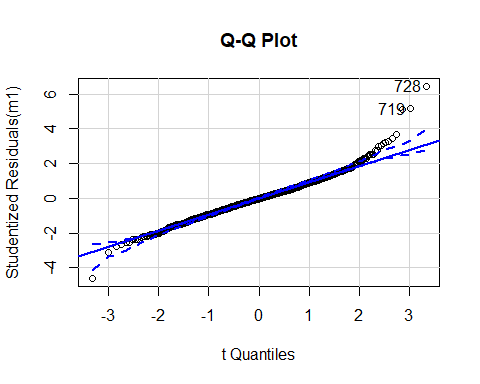 Q-Q Plot
Studentized Residuals(m1)
6
4
2
0
-2
-4
728
719
-3 -2 -1 0 1 2 3
t Quantiles